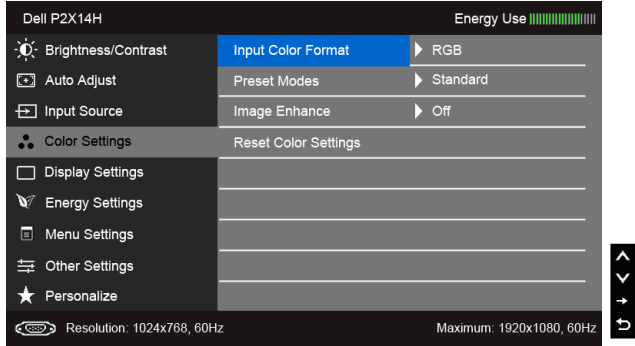 Dell P2X14H Energy Use
Brightness/Contrast Input Color Format RGB
Auto Adjust Preset Modes Standard
Input Source Image Enhance Off
Color Settings Reset Color Settings
Display Settings
Energy Settings
Menu Settings
Other Settings
Personalize
Resolution: 1024x768, 60Hz Maximum: 1920x1080, 60Hz